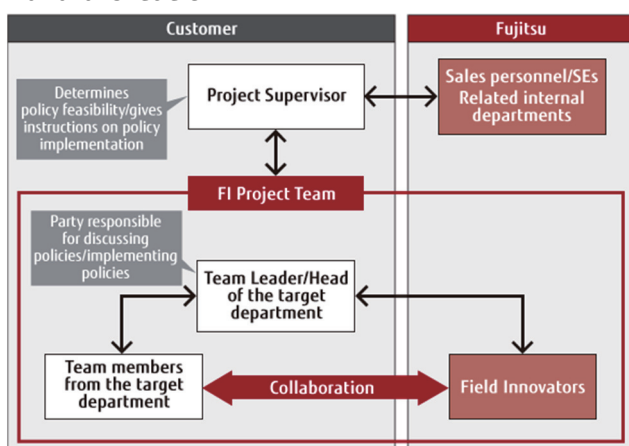 Customer
Fujitsu
Determines
policy feasibility/gives
instructions on policy
implementation
Project Supervisor
Sales personnel/SEs
Related internal
departments
FI Project Team
Party responsible
for discussing
policies/implementing
policies
Team Leader/Head
of the target
department
Team members
from the target
department
Collaboration
Field Innovators